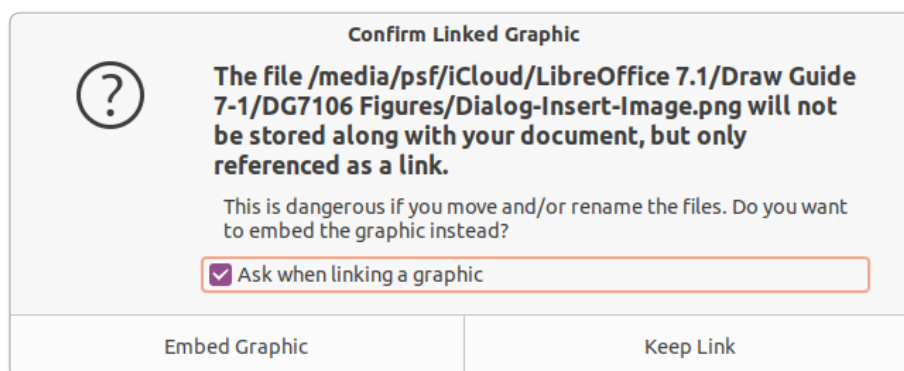 Confirm Linked Graphic
?
The file /media/psf/iCloud/LibreOffice 7.1/Draw Guide
7-1/DG7106 Figures/Dialog-Insert-Image.png will not
be stored along with your document, but only
referenced as a link.
This is dangerous if you move and/or rename the files. Do you want
to embed the graphic instead?
Ask when linking a graphic
Embed Graphic
Keep Link